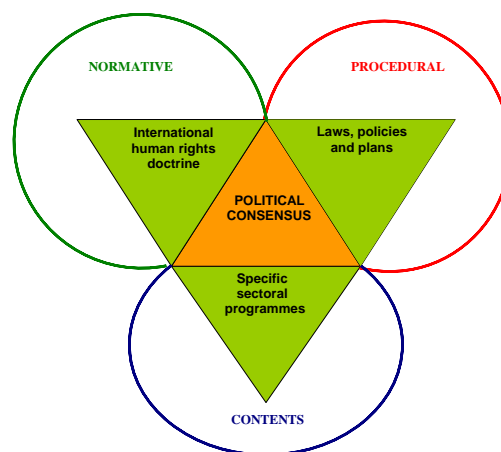 NORMATIVE
PROCEDURAL
International
human rights
doctrine
Laws, policies
and plans
POLITICAL
CONSENSUS
Specific
sectoral
programmes
CONTENTS